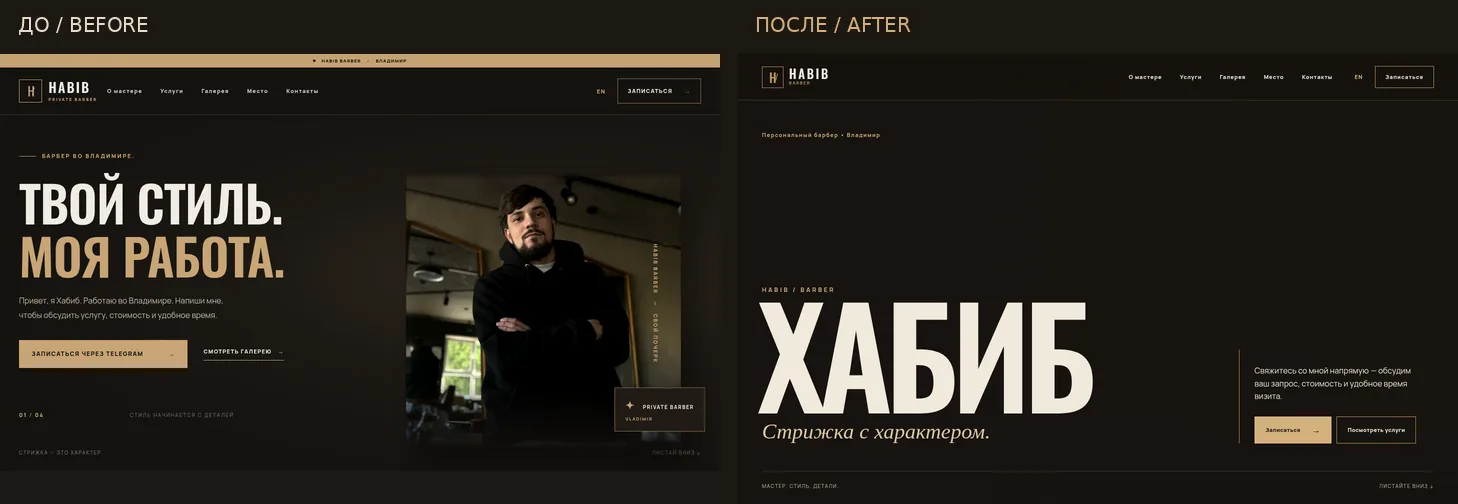 ДО / BEFORE
ПОСЛЕ / AFTER
HABIB BARBER
ВЛАДИМИР
H
HABIB
PRIVATE BARBER
О мастере
Услуги
Галерея
Место
Контакты
EN
ЗАПИСАТЬСЯ →
БАРБЕР ВО ВЛАДИМИРЕ.
ТВОЙ СТИЛЬ.
МОЯ РАБОТА.
Привет, я Хабиб. Работаю во Владимире. Напиши мне,
чтобы обсудить услугу, стоимость и удобное время.
ЗАПИСАТЬСЯ ЧЕРЕЗ TELEGRAM
СМОТРЕТЬ ГАЛЕРЕЮ →
HABIB BARBER — СВОЙ ПОЧЕРК
PRIVATE BARBER
VLADIMIR
01 / 04
СТИЛЬ НАЧИНАЕТСЯ С ДЕТАЛЕЙ
СТРИЖКА — ЭТО ХАРАКТЕР
ЛИСТАЙ ВНИЗ ↓
H
HABIB
BARBER
О мастере
Услуги
Галерея
Место
Контакты
EN
Записаться
Персональный барбер • Владимир
HABIB / BARBER
ХАБИБ
Стрижка с характером.
Свяжитесь со мной напрямую — обсудим
ваш запрос, стоимость и удобное время
визита.
Записаться →
Посмотреть услуги
МАСТЕР. СТИЛЬ. ДЕТАЛИ.
ЛИСТАЙТЕ ВНИЗ ↓